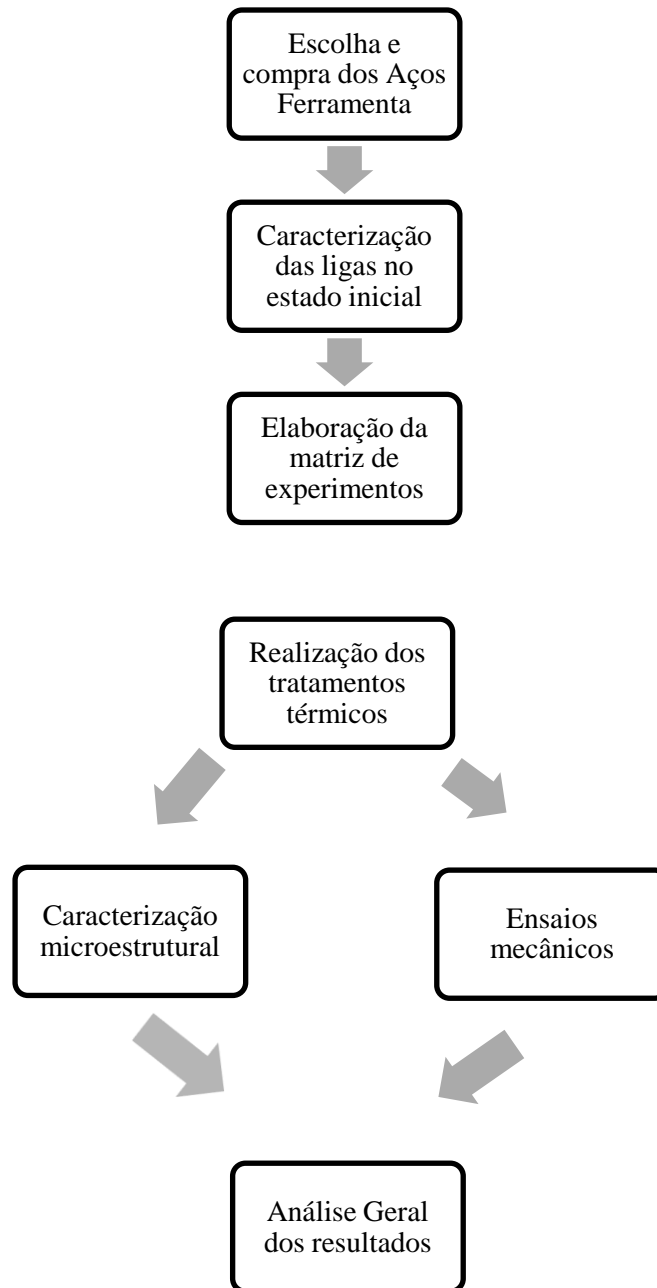 Escolha e
compra dos Aços
Ferramenta
Caracterização
das ligas no
estado inicial
Elaboração da
matriz de
experimentos
Realização dos
tratamentos
térmicos
Caracterização
microestrutural
Ensaios
mecânicos
Análise Geral
dos resultados